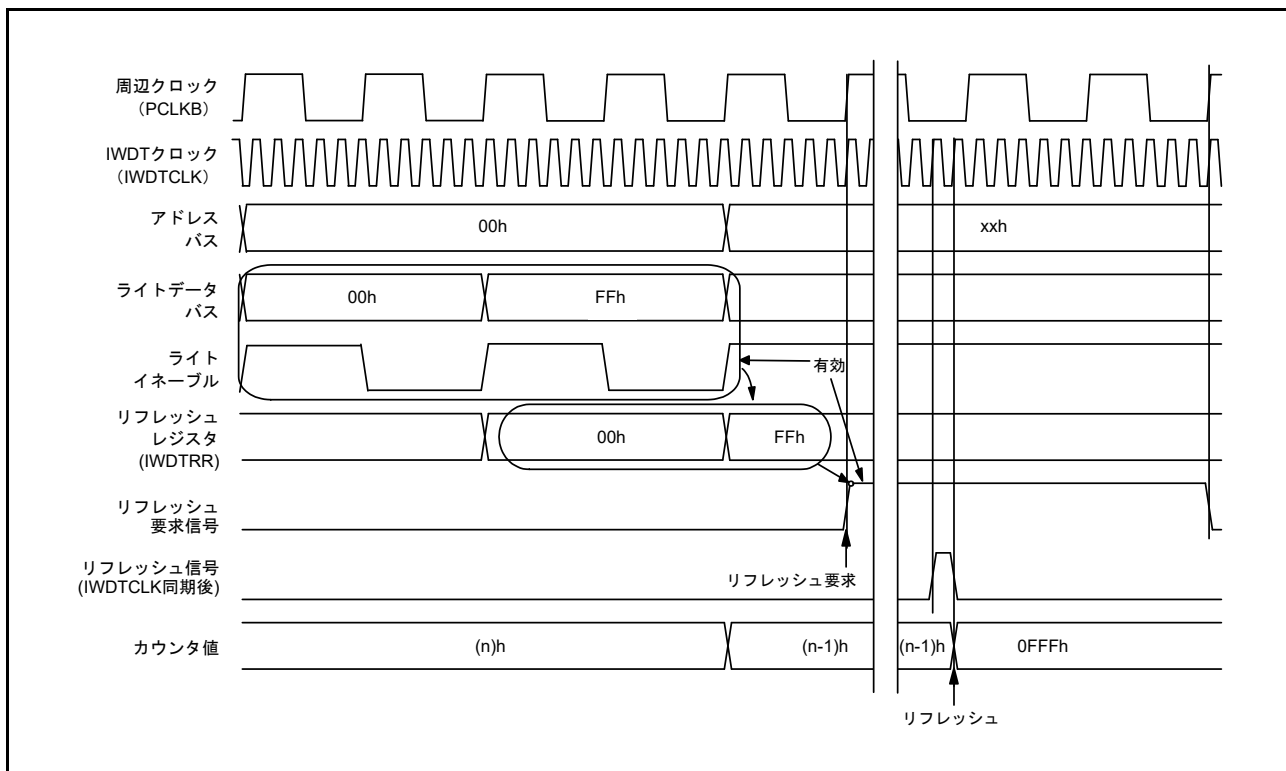 周辺クロック
（PCLKB）
IWDTクロック
（IWDTCLK）
アドレス
バス
00h
xxh
ライトデータ
バス
00h
FFh
ライト
イネーブル
有効
リフレッシュ
レジスタ
(IWDTRR)
00h
FFh
リフレッシュ
要求信号
リフレッシュ要求
リフレッシュ信号
(IWDTCLK同期後)
カウンタ値
(n)h
(n-1)h
(n-1)h
0FFFh
リフレッシュ